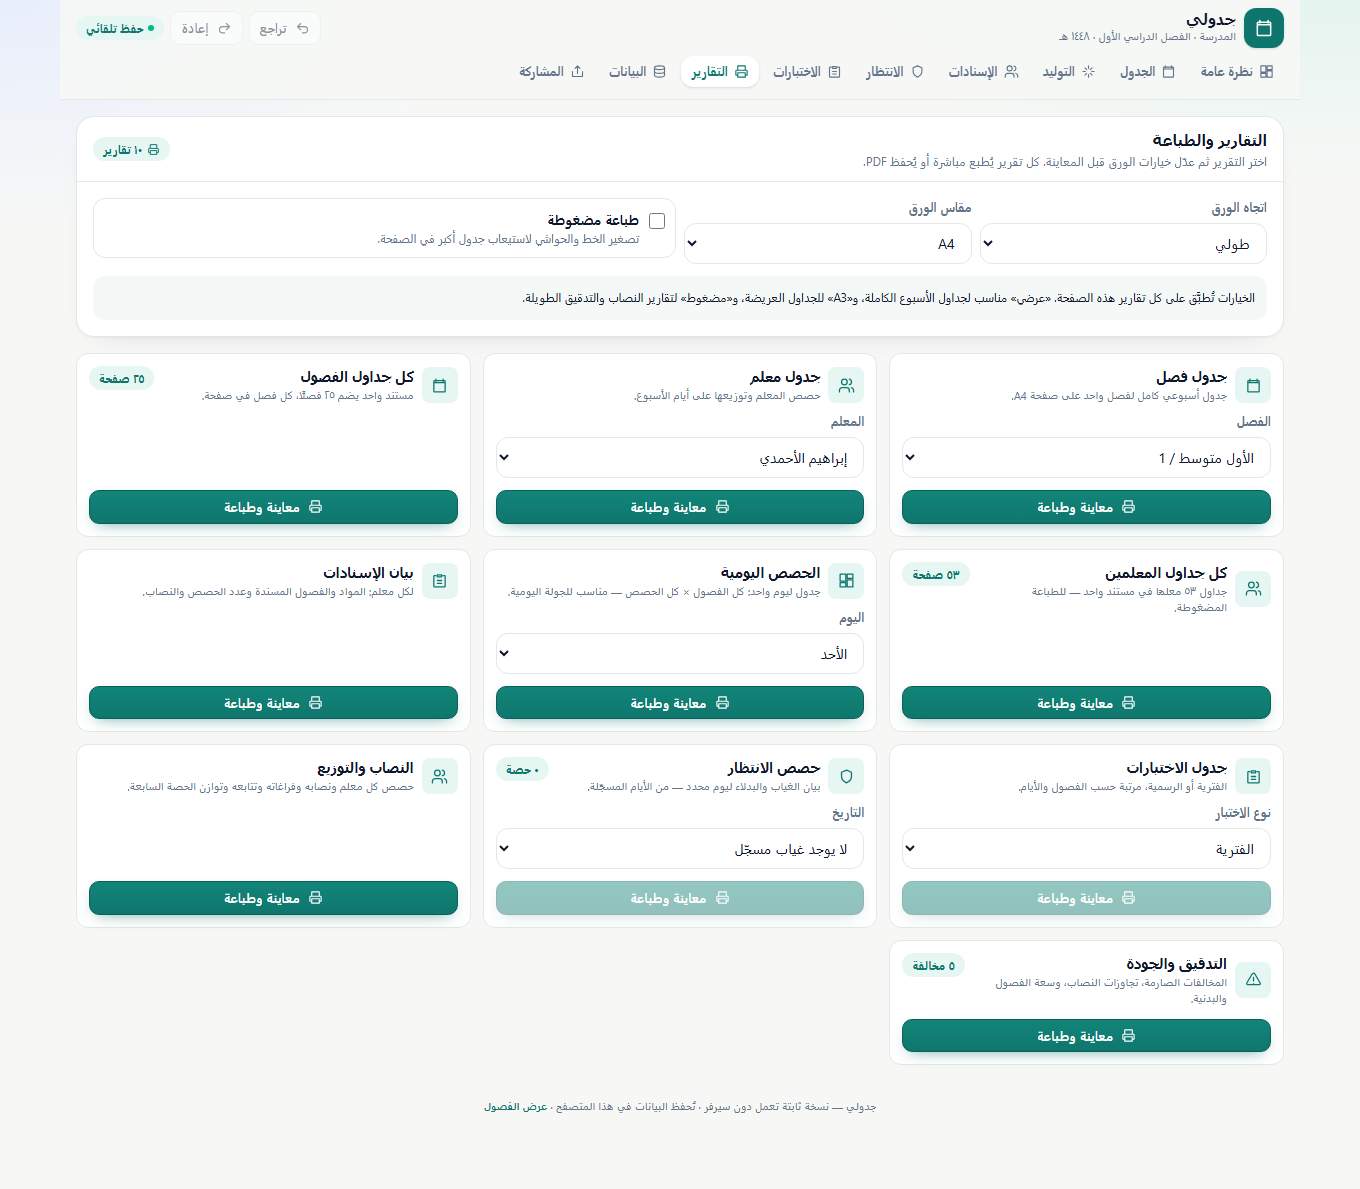 جدولي
المدرسة · الفصل الدراسي الأول · ١٤٤٨ هـ
تراجع
إعادة
حفظ تلقائي
نظرة عامة
الجدول
التوليد
الإسنادات
الانتظار
الاختبارات
التقارير
البيانات
المشاركة
التقارير والطباعة
اختر التقرير ثم عدّل خيارات الورق قبل المعاينة. كل تقرير يُطبع مباشرة أو يُحفظ PDF.
١٠ تقارير
اتجاه الورق
طولي
مقاس الورق
A4
طباعة مضغوطة
تصغير الخط والحواشي لاستيعاب جدول أكبر في الصفحة.
الخيارات تُطبَّق على كل تقارير هذه الصفحة. «عرضي» مناسب لجداول الأسبوع الكاملة، و«A3» للجداول العريضة، و«مضغوط» لتقارير النصاب والتدقيق الطويلة.
جدول فصل
جدول أسبوعي كامل لفصل واحد على صفحة A4.
الفصل
الأول متوسط / 1
معاينة وطباعة
جدول معلم
حصص المعلم وتوزيعها على أيام الأسبوع.
المعلم
إبراهيم الأحمدي
معاينة وطباعة
كل جداول الفصول
مستند واحد يضم ٢٥ فصلًا، كل فصل في صفحة.
٢٥ صفحة
معاينة وطباعة
كل جداول المعلمين
جداول ٥٣ معلمًا في مستند واحد — للطباعة
المضغوطة.
٥٣ صفحة
معاينة وطباعة
الحصص اليومية
جدول ليوم واحد: كل الفصول × كل الحصص — مناسب للجولة اليومية.
اليوم
الأحد
معاينة وطباعة
بيان الإسنادات
لكل معلم: المواد والفصول المسندة وعدد الحصص والنصاب.
معاينة وطباعة
جدول الاختبارات
الفترية أو الرسمية، مرتبة حسب الفصول والأيام.
نوع الاختبار
الفترية
معاينة وطباعة
حصص الانتظار
بيان الغياب والبدلاء ليوم محدد — من الأيام المسجّلة.
٠ حصة
التاريخ
لا يوجد غياب مسجّل
معاينة وطباعة
النصاب والتوزيع
حصص كل معلم ونصابه وفراغاته وتتابعه وتوازن الحصة السابعة.
معاينة وطباعة
التدقيق والجودة
المخالفات الصارمة، تجاوزات النصاب، وسعة الفصول
والبدنية.
٥ مخالفة
معاينة وطباعة
جدولي — نسخة ثابتة تعمل دون سيرفر · تُحفظ البيانات في هذا المتصفح · عرض الفصول